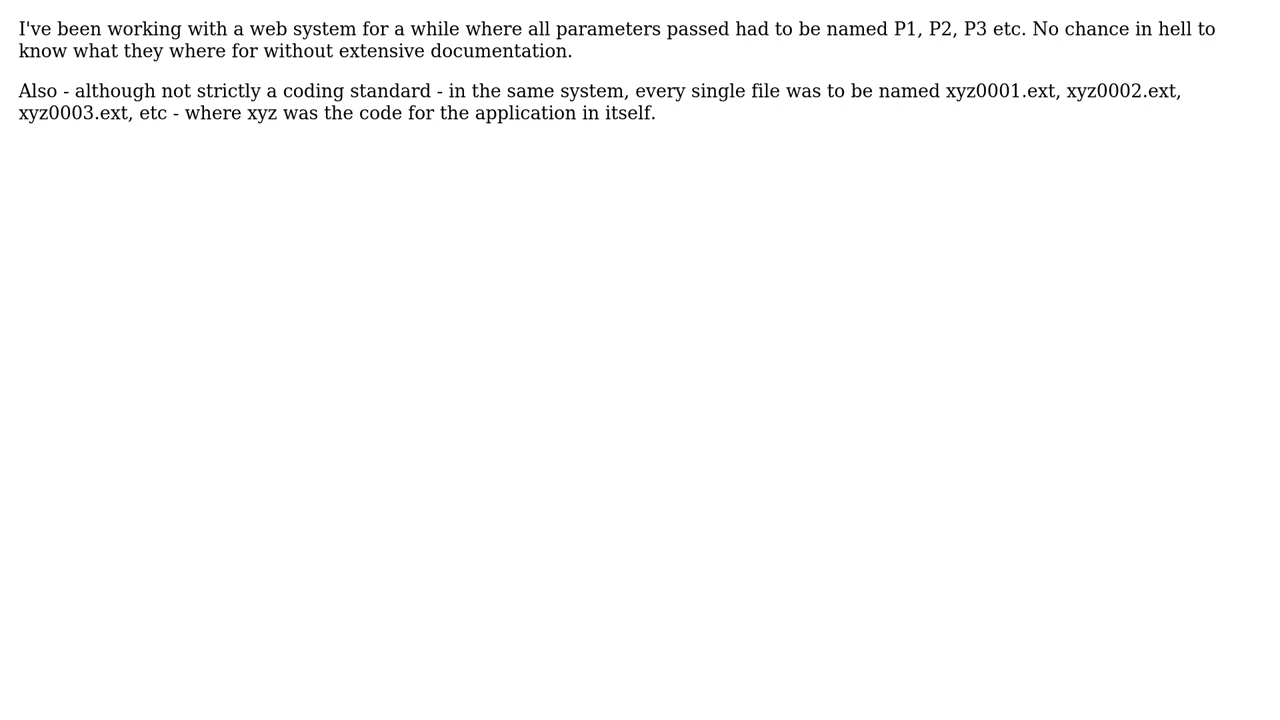 I've been working with a web system for a while where all parameters passed had to be named P1, P2, P3 etc. No chance in hell to
know what they where for without extensive documentation.
Also - although not strictly a coding standard - in the same system, every single file was to be named xyz0001.ext, xyz0002.ext,
xyz0003.ext, etc - where xyz was the code for the application in itself.